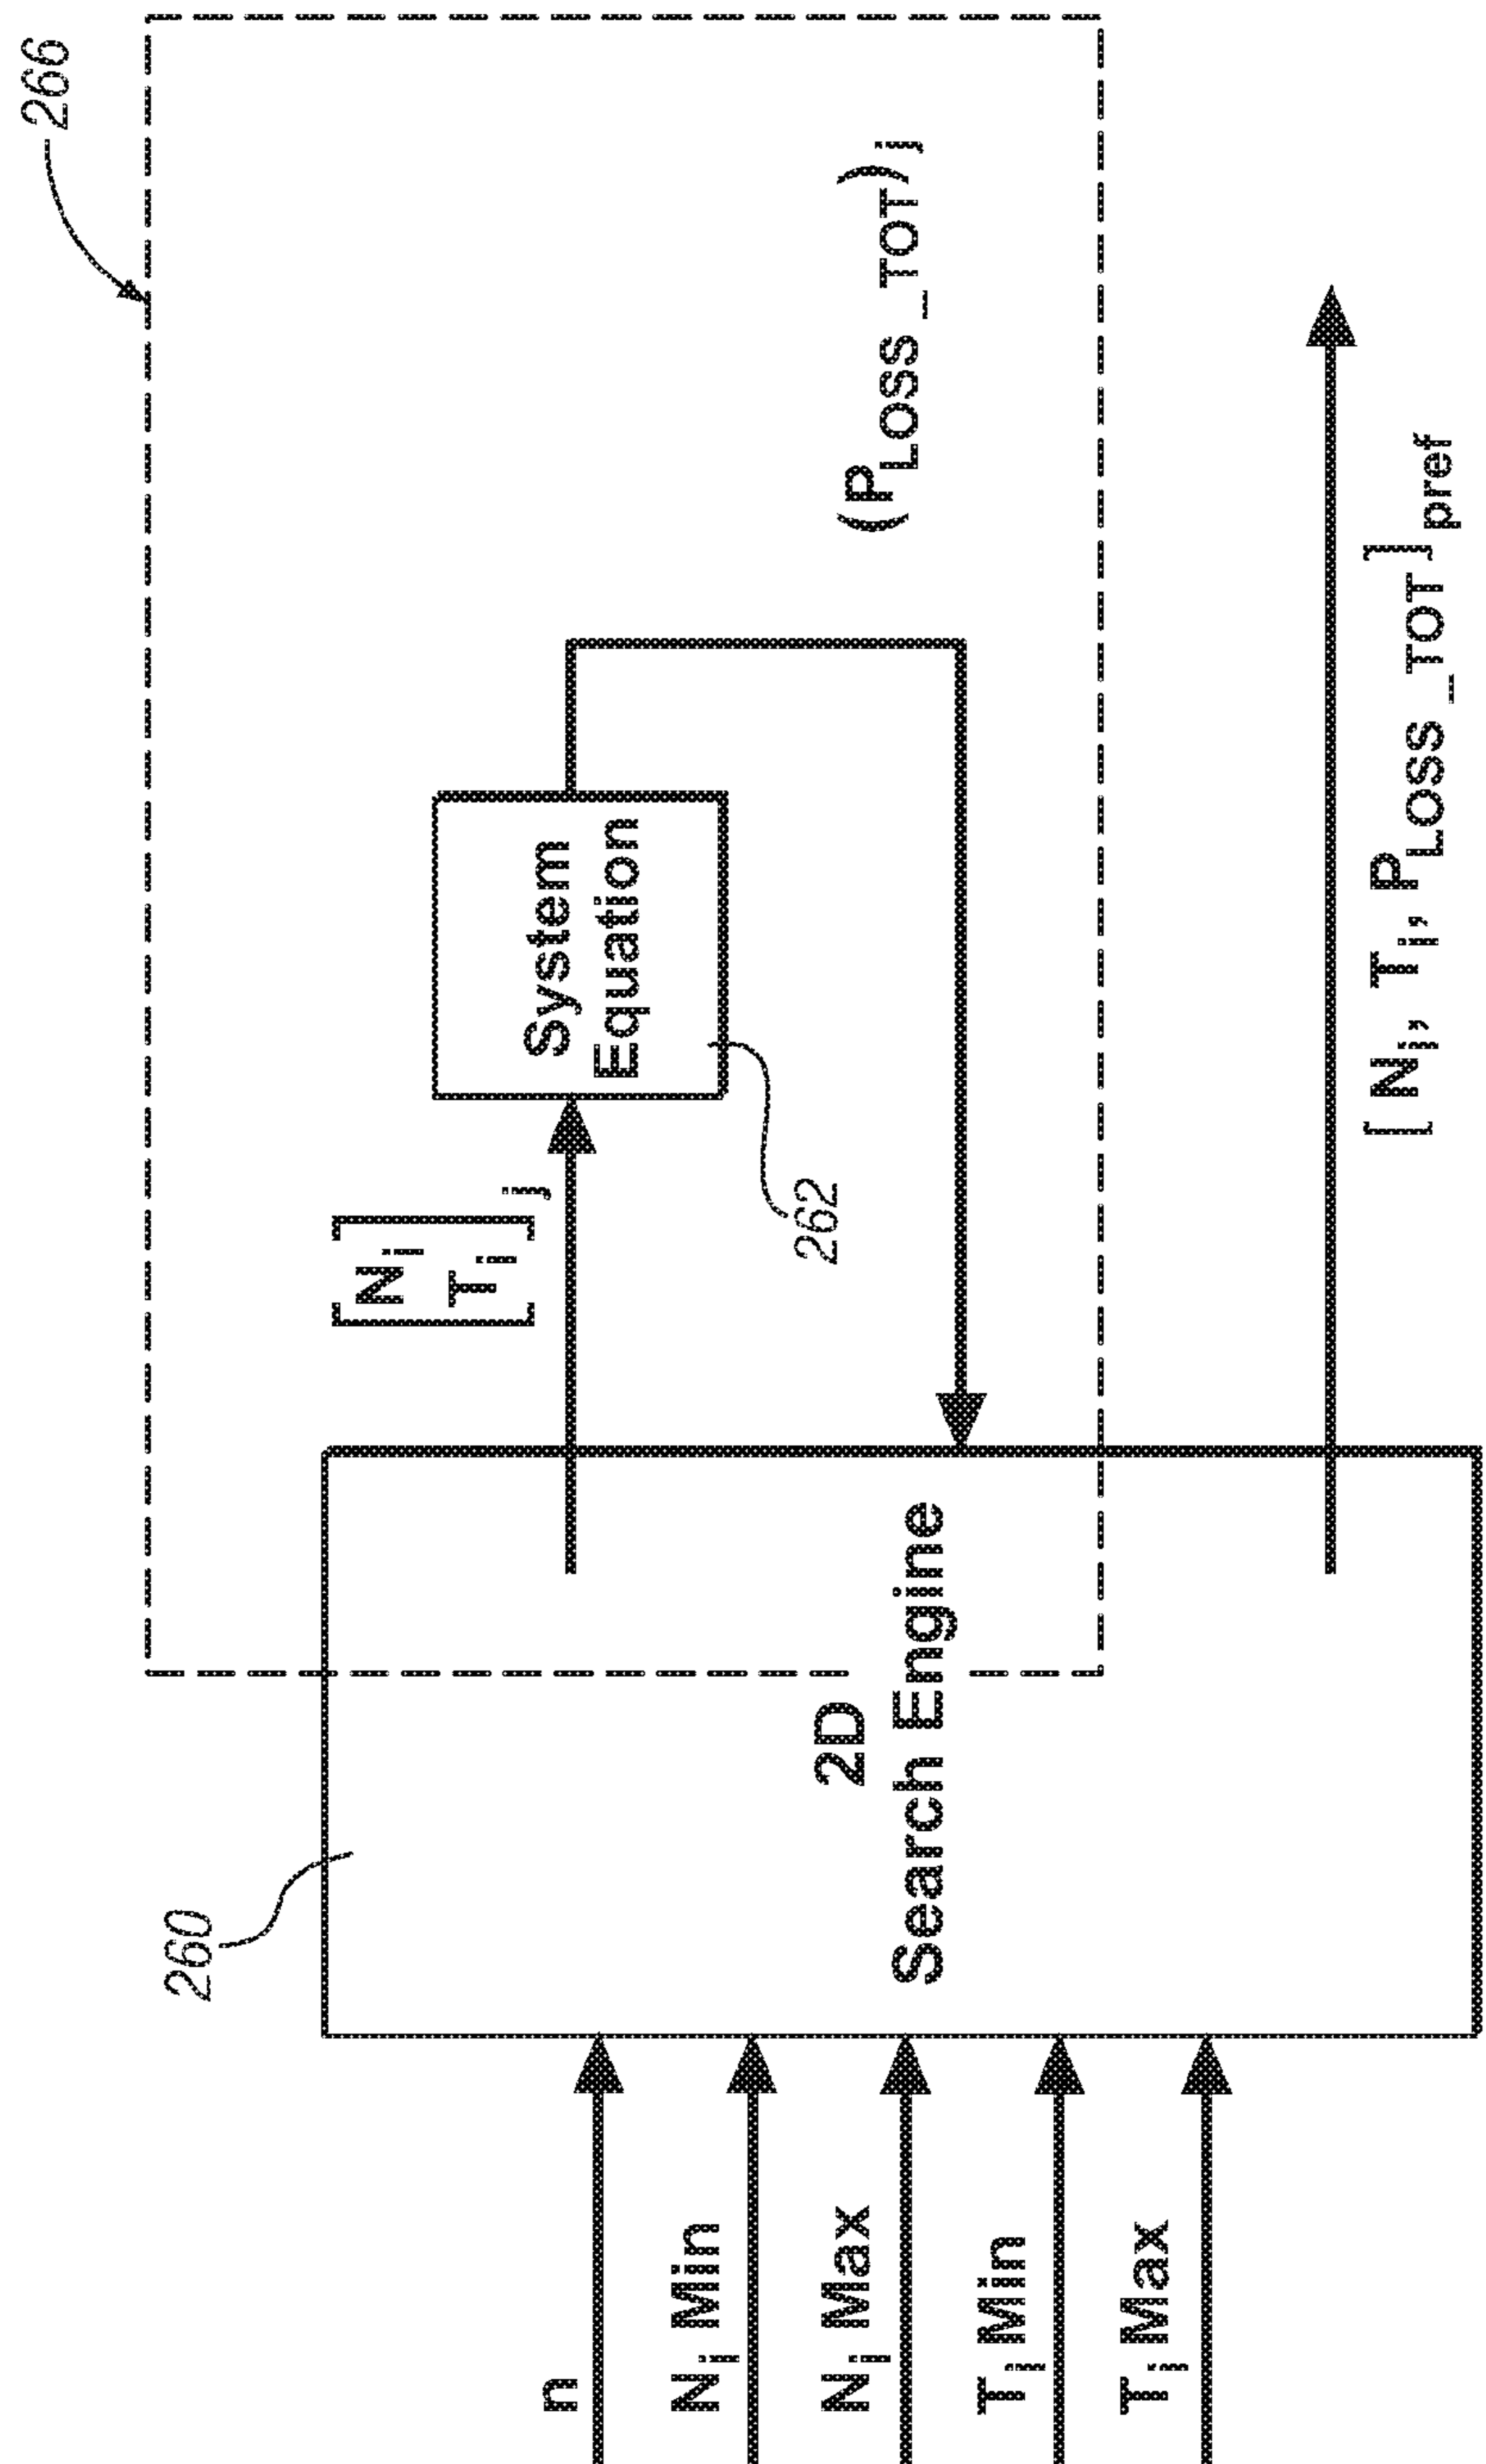 266
[N_i
T_i]_j
System
Equation
262
(P_LOSS_TOT)_j
260
2D
Search Engine
n
N_i Min
N_i Max
T_i Min
T_i Max
[N_i, T_i, P_LOSS_TOT]_pref